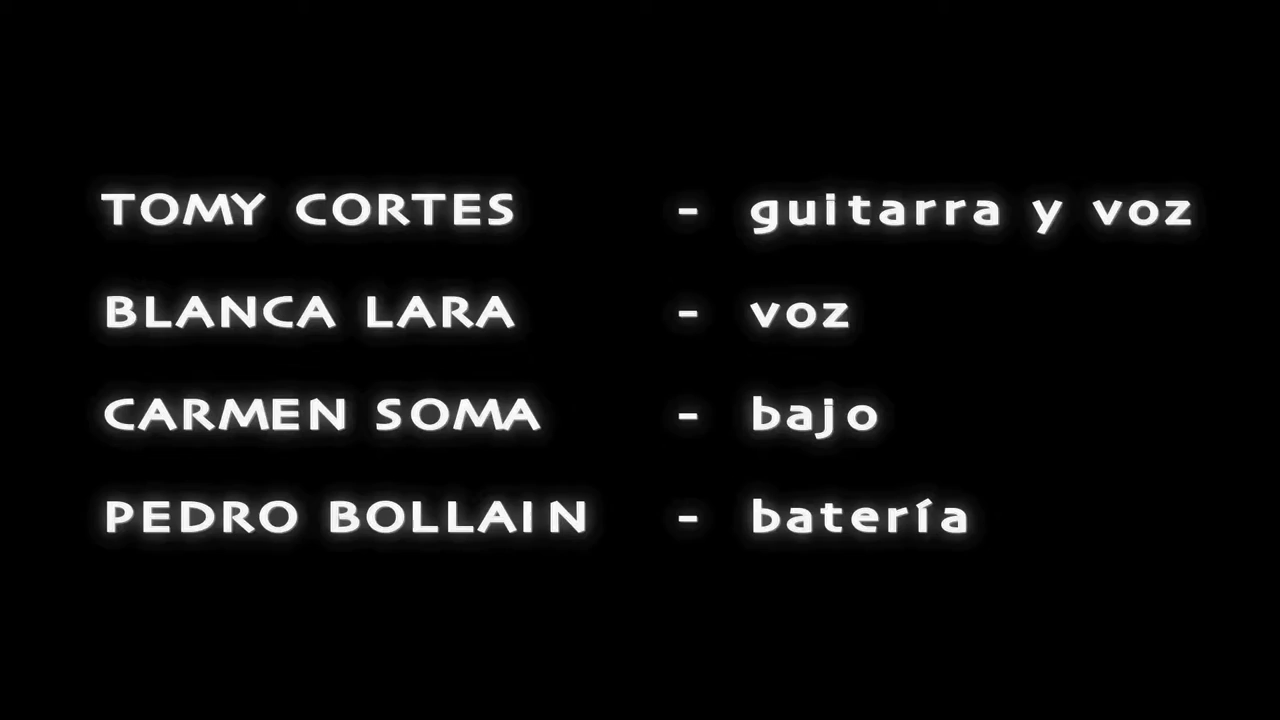 TOMY CORTES - guitarra y voz
BLANCA LARA - voz
CARMEN SOMA - bajo
PEDRO BOLLAIN - batería